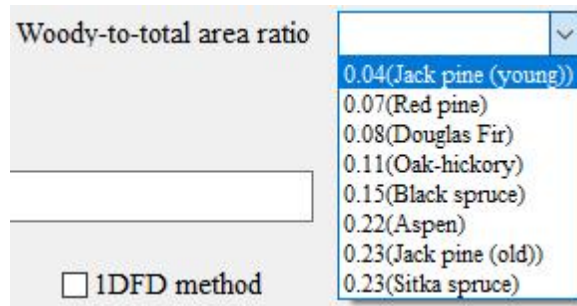 Woody-to-total area ratio
0.04(Jack pine (young))
0.07(Red pine)
0.08(Douglas Fir)
0.11(Oak-hickory)
0.15(Black spruce)
0.22(Aspen)
0.23(Jack pine (old))
0.23(Sitka spruce)
1DFD method